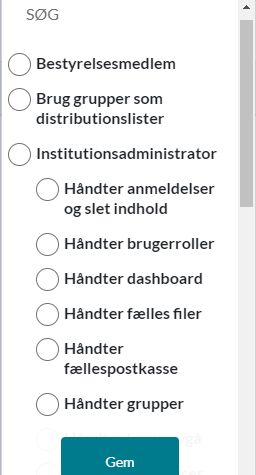 SØG
Bestyrelsesmedlem
Brug grupper som
distributionslister
Institutionsadministrator
Håndter anmeldelser
og slet indhold
Håndter brugerroller
Håndter dashboard
Håndter fælles filer
Håndter
fællespostkasse
Håndter grupper
Gem